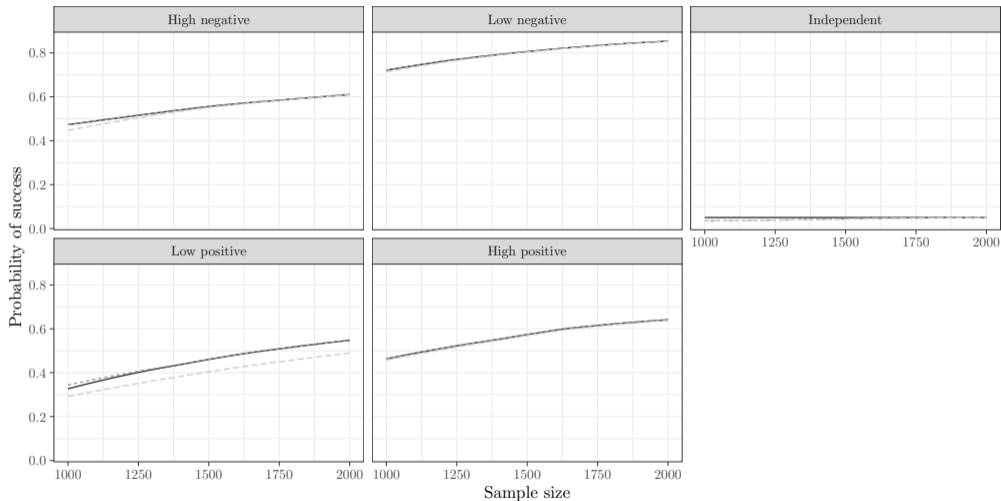 High negative
Low negative
Independent
0.8
0.6
0.4
0.2
0.0
1000 1250 1500 1750 2000
Low positive
High positive
0.8
0.6
0.4
0.2
0.0
1000 1250 1500 1750 2000
1000 1250 1500 1750 2000
Probability of success
Sample size